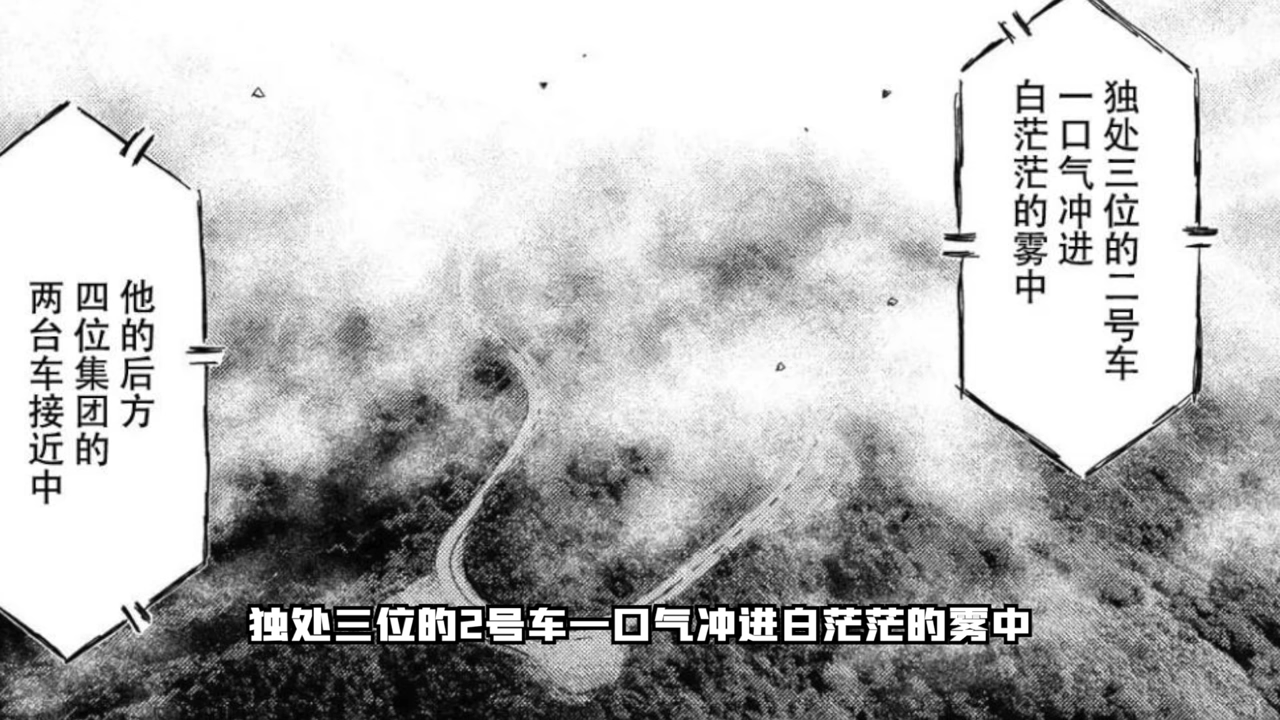 独处三位的二号车
一口气冲进
白茫茫的雾中
他的后方
四位集团的
两台车接近中
独处三位的2号车一口气冲进白茫茫的雾中